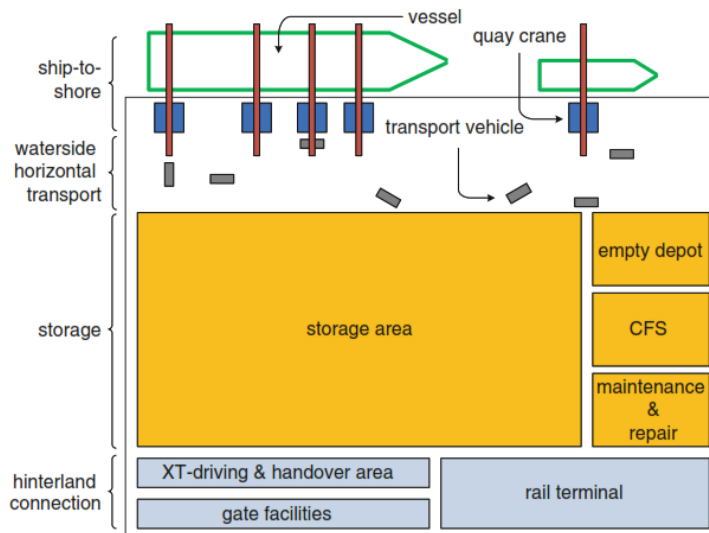 vessel
quay crane
ship-to-
shore
transport vehicle
waterside
horizontal
transport
empty depot
storage
storage area
CFS
maintenance
&
repair
hinterland
connection
XT-driving & handover area
rail terminal
gate facilities